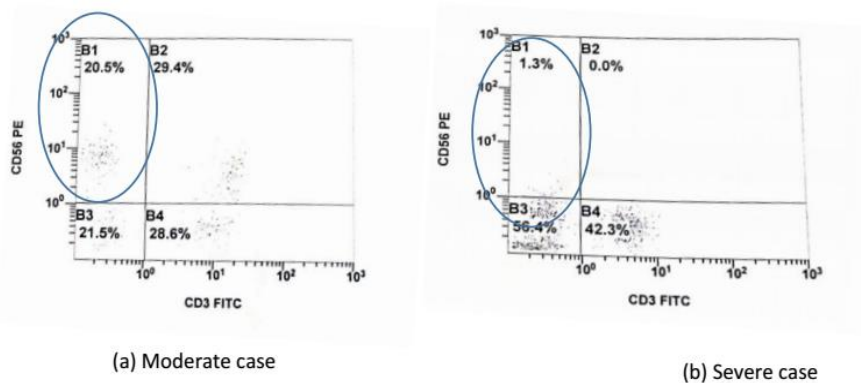 10³
B1
20.5%
B2
29.4%
10²
10¹
10⁰
CD56 PE
B3
21.5%
B4
28.6%
10⁰
10¹
10²
10³
CD3 FITC
(a) Moderate case
10³
B1
1.3%
B2
0.0%
10²
10¹
10⁰
CD56 PE
B3
56.4%
B4
42.3%
10⁰
10¹
10²
10³
CD3 FITC
(b) Severe case